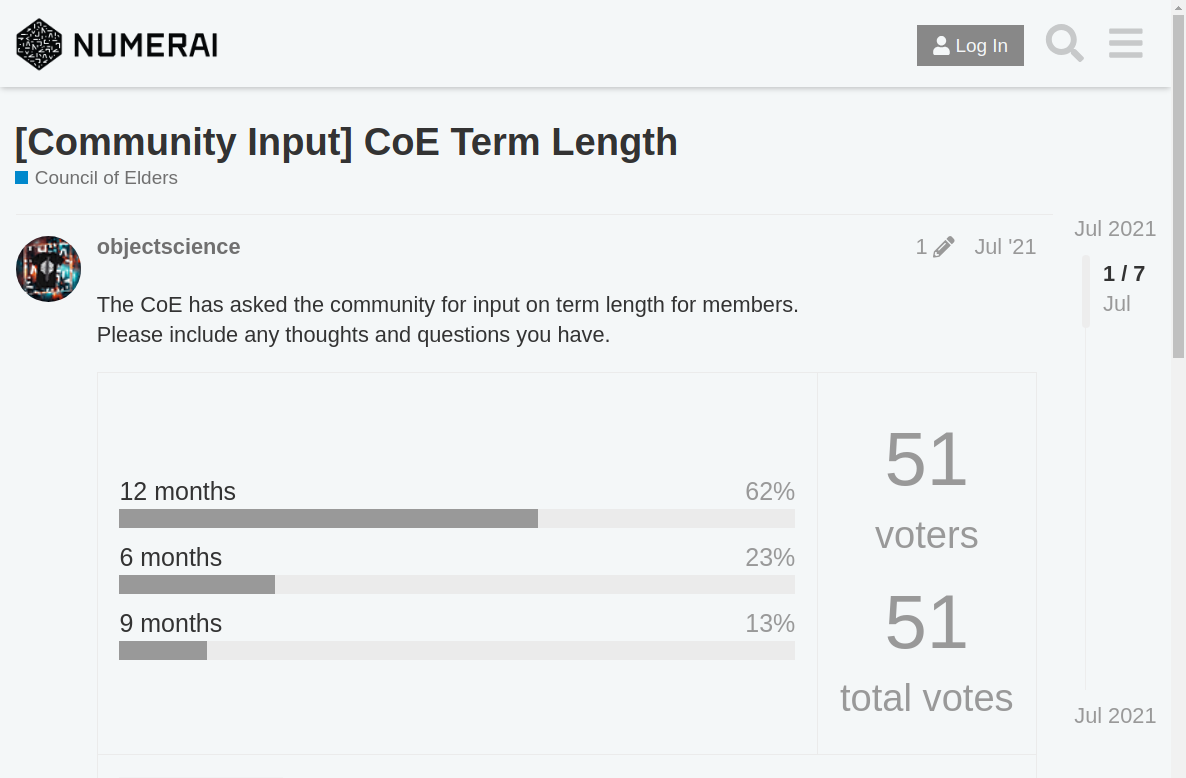 NUMERAI
Log In
[Community Input] CoE Term Length
Council of Elders
objectscience
1
Jul '21
The CoE has asked the community for input on term length for members.
Please include any thoughts and questions you have.
12 months
62%
6 months
23%
9 months
13%
51
voters
51
total votes
Jul 2021
1 / 7
Jul
Jul 2021